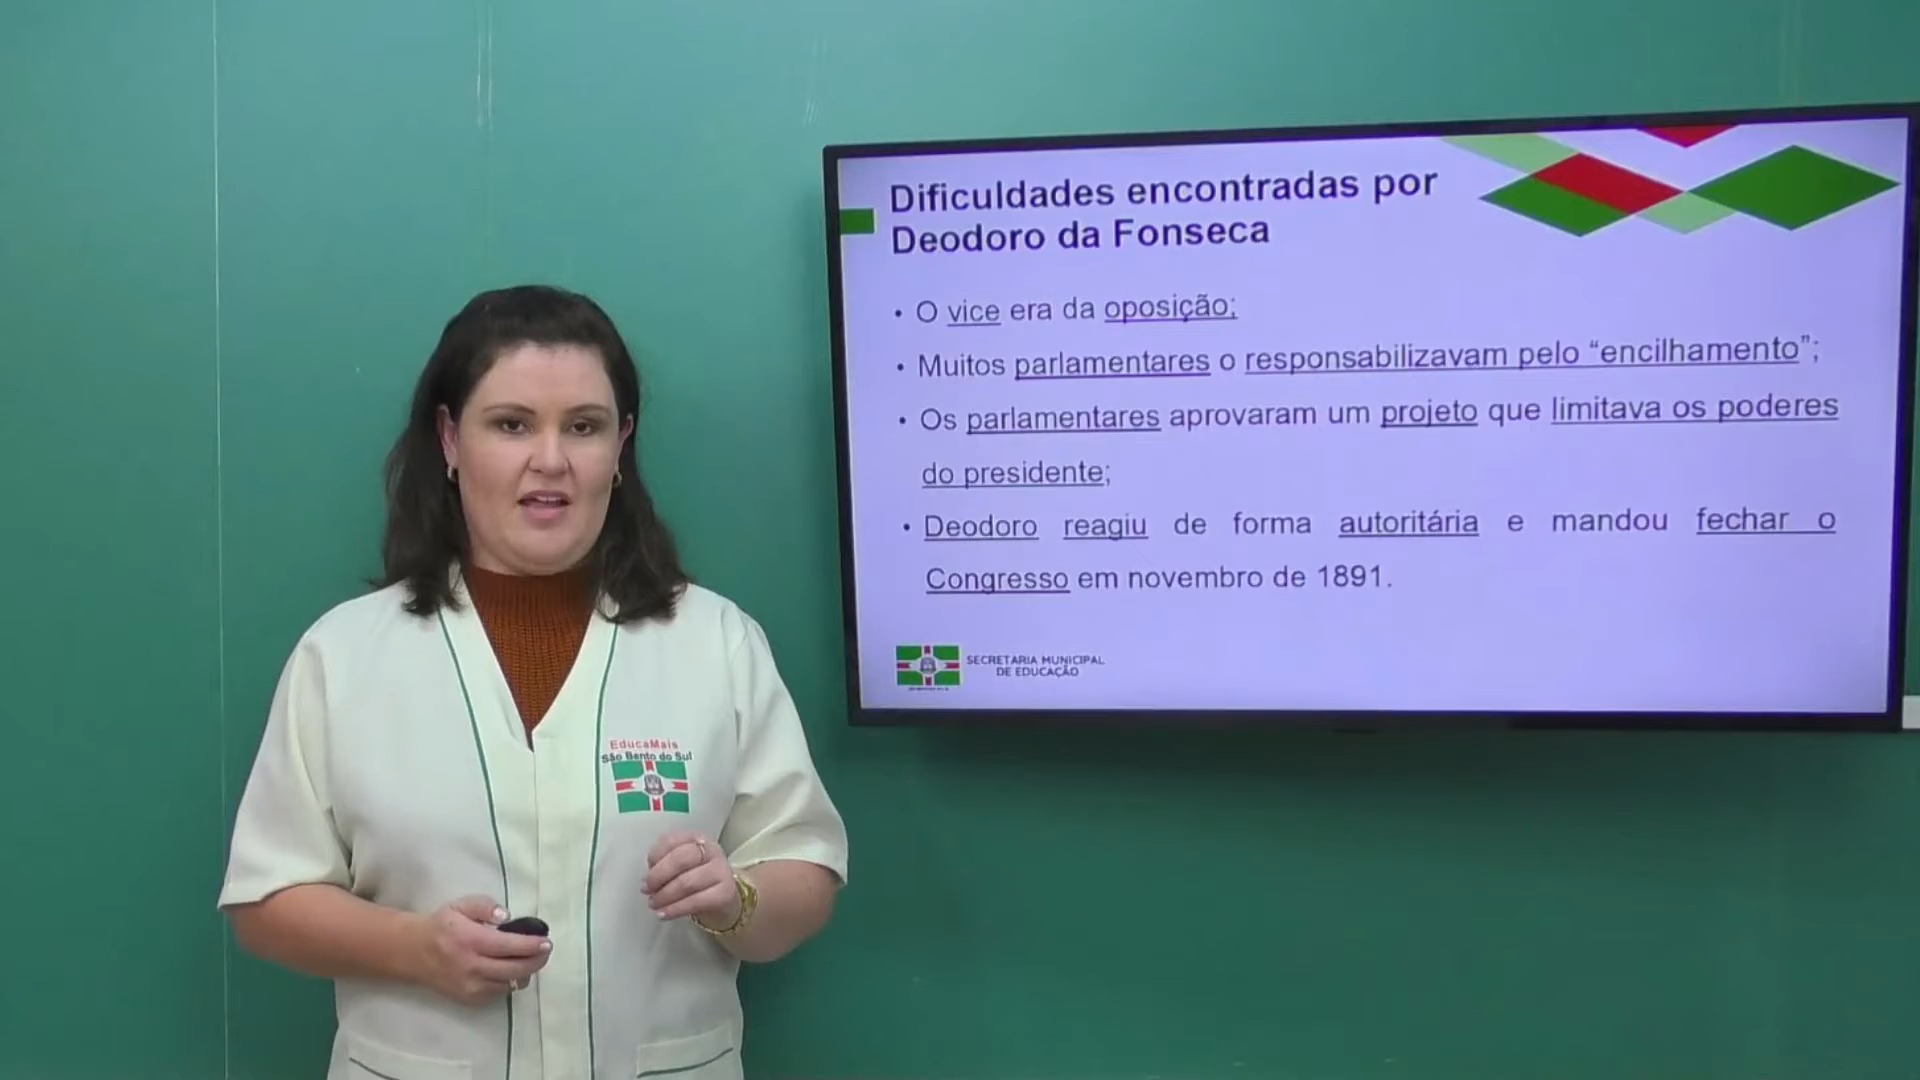 Dificuldades encontradas por
Deodoro da Fonseca
• O vice era da oposição;
• Muitos parlamentares o responsabilizavam pelo “encilhamento”;
• Os parlamentares aprovaram um projeto que limitava os poderes
do presidente;
• Deodoro reagiu de forma autoritária e mandou fechar o
Congresso em novembro de 1891.
SECRETARIA MUNICIPAL
DE EDUCAÇÃO
EducaMais
São Bento do Sul